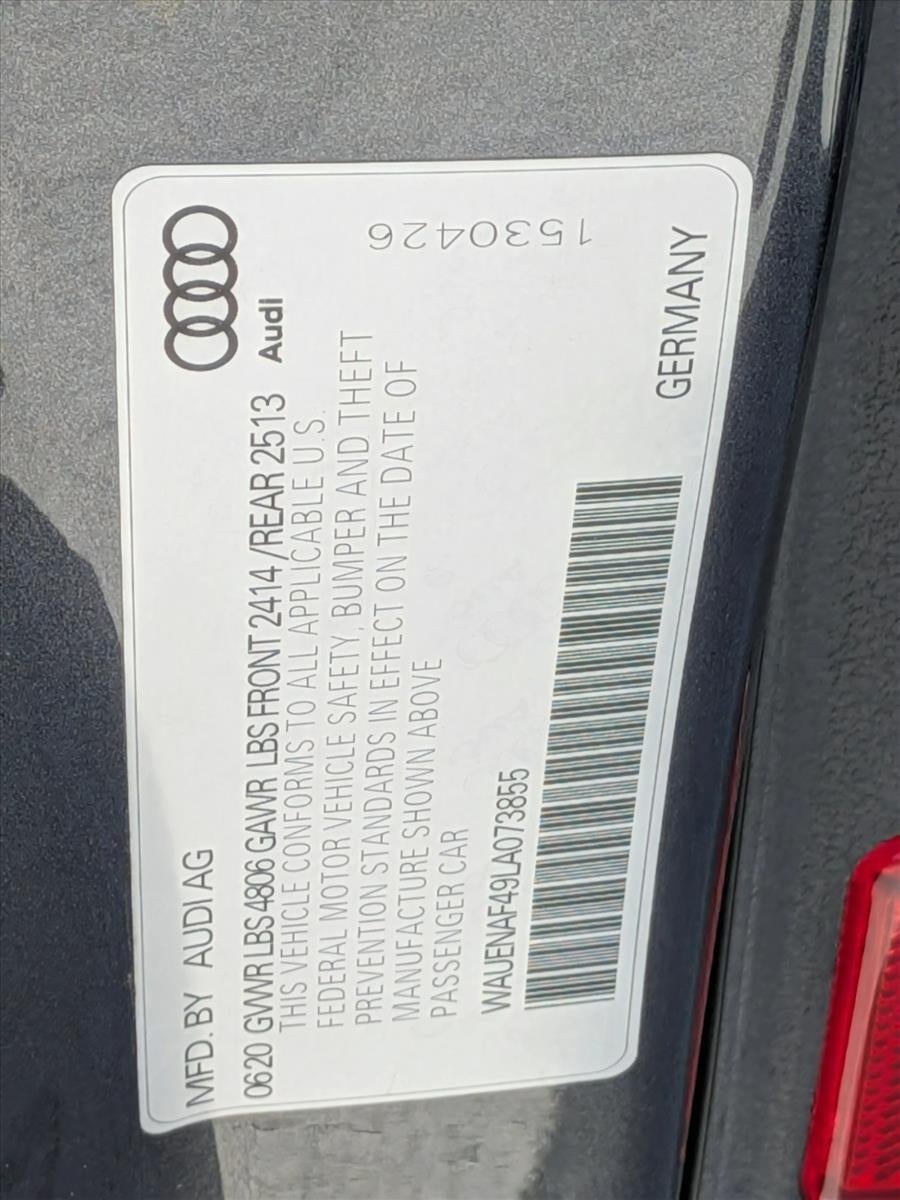 MFD. BY AUDI AG
0620 GVWR LBS 4806 GAWR LBS FRONT 2414 /REAR 2513
Audi
THIS VEHICLE CONFORMS TO ALL APPLICABLE U.S.
FEDERAL MOTOR VEHICLE SAFETY, BUMPER AND THEFT
PREVENTION STANDARDS IN EFFECT ON THE DATE OF
MANUFACTURE SHOWN ABOVE
PASSENGER CAR
1530426
WAUENAF49LA073855
GERMANY